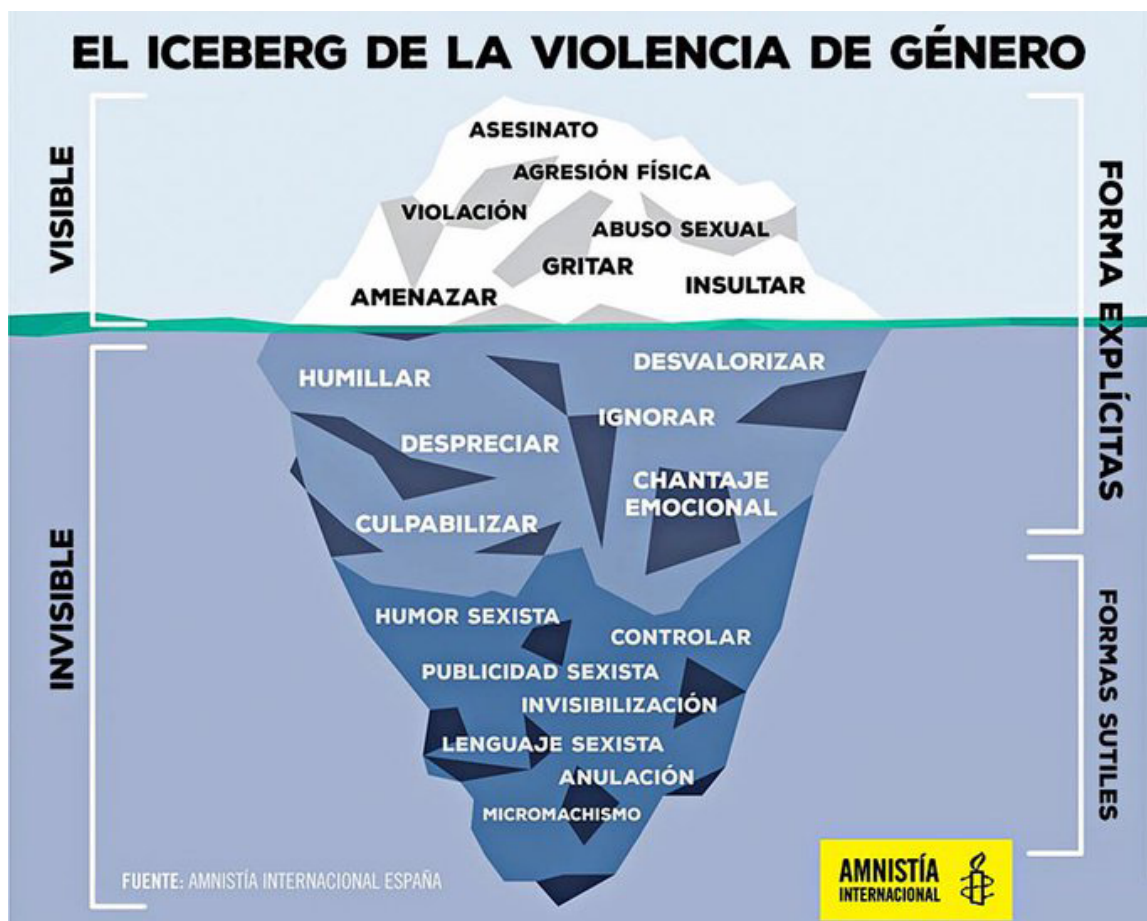 EL ICEBERG DE LA VIOLENCIA DE GÉNERO
VISIBLE
ASESINATO
AGRESIÓN FÍSICA
VIOLACIÓN
ABUSO SEXUAL
GRITAR
INSULTAR
AMENAZAR
FORMA EXPLÍCITAS
INVISIBLE
DESVALORIZAR
HUMILLAR
IGNORAR
DESPRECIAR
CHANTAJE
EMOCIONAL
CULPABILIZAR
FORMAS SUTILES
HUMOR SEXISTA
CONTROLAR
PUBLICIDAD SEXISTA
INVISIBILIZACIÓN
LENGUAJE SEXISTA
ANULACIÓN
MICROMACHISMO
FUENTE: AMNISTÍA INTERNACIONAL ESPAÑA
AMNISTÍA
INTERNACIONAL